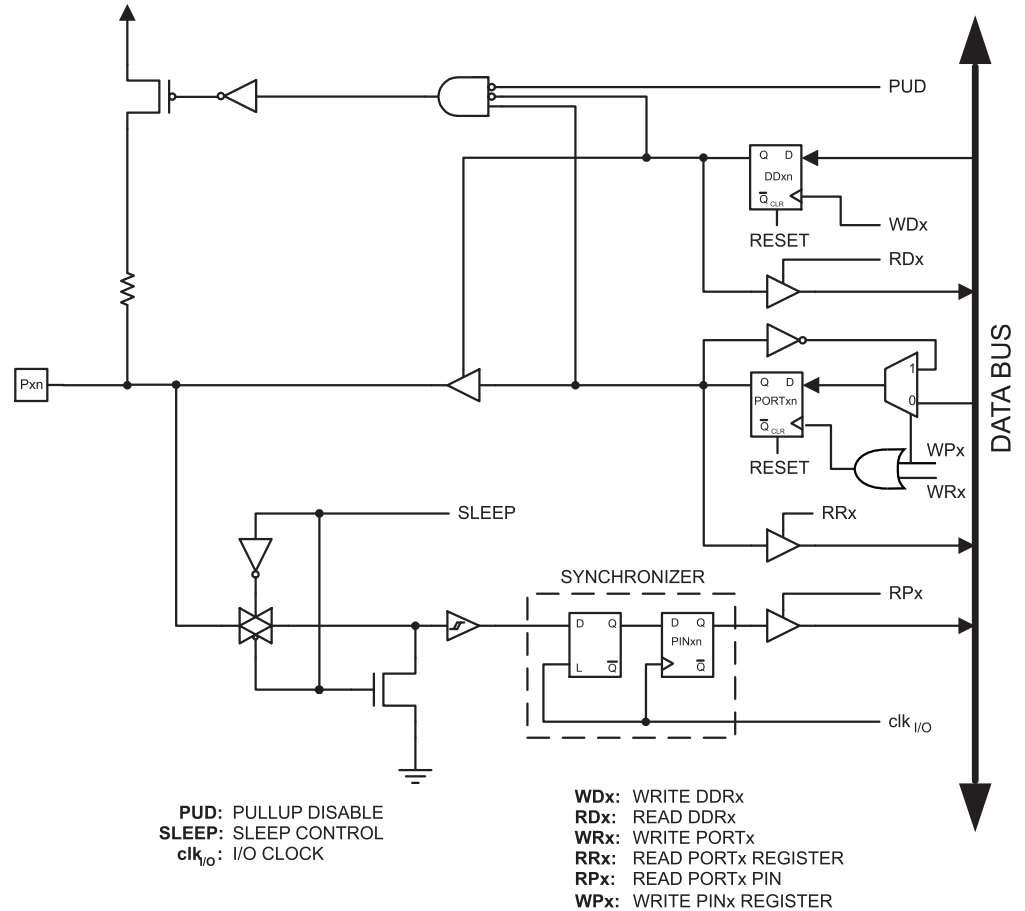 PUD
Q D
DDxn
Q CLR
WDx
RESET
RDx
Pxn
1
Q D
PORTxn
0
Q CLR
RESET
WPx
WRx
SLEEP
RRx
SYNCHRONIZER
RPx
D Q
D Q
PINxn
L Q
Q
clk I/O
DATA BUS
PUD: PULLUP DISABLE
SLEEP: SLEEP CONTROL
clkI/O: I/O CLOCK
WDx: WRITE DDRx
RDx: READ DDRx
WRx: WRITE PORTx
RRx: READ PORTx REGISTER
RPx: READ PORTx PIN
WPx: WRITE PINx REGISTER